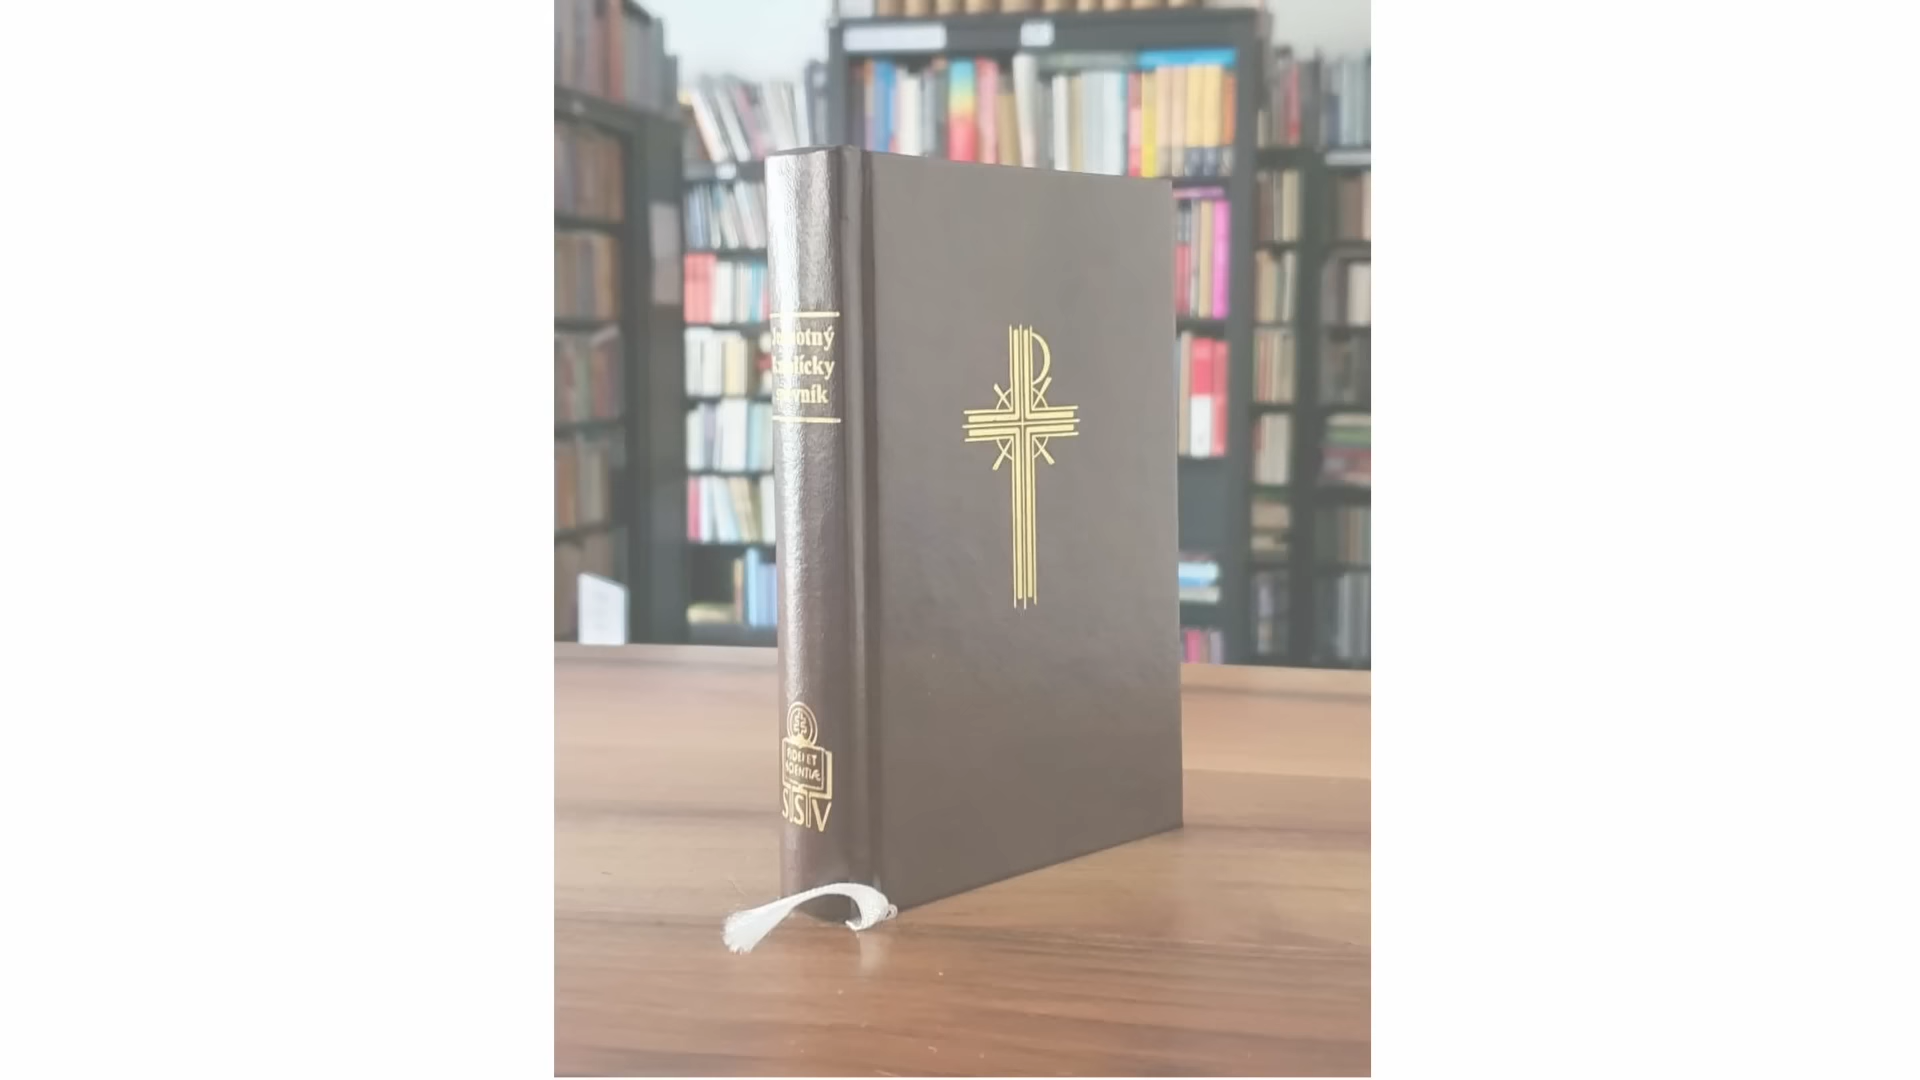 Jednotný
katolícky
spevník
FIDEI ET
SCIENTIÆ
SSV